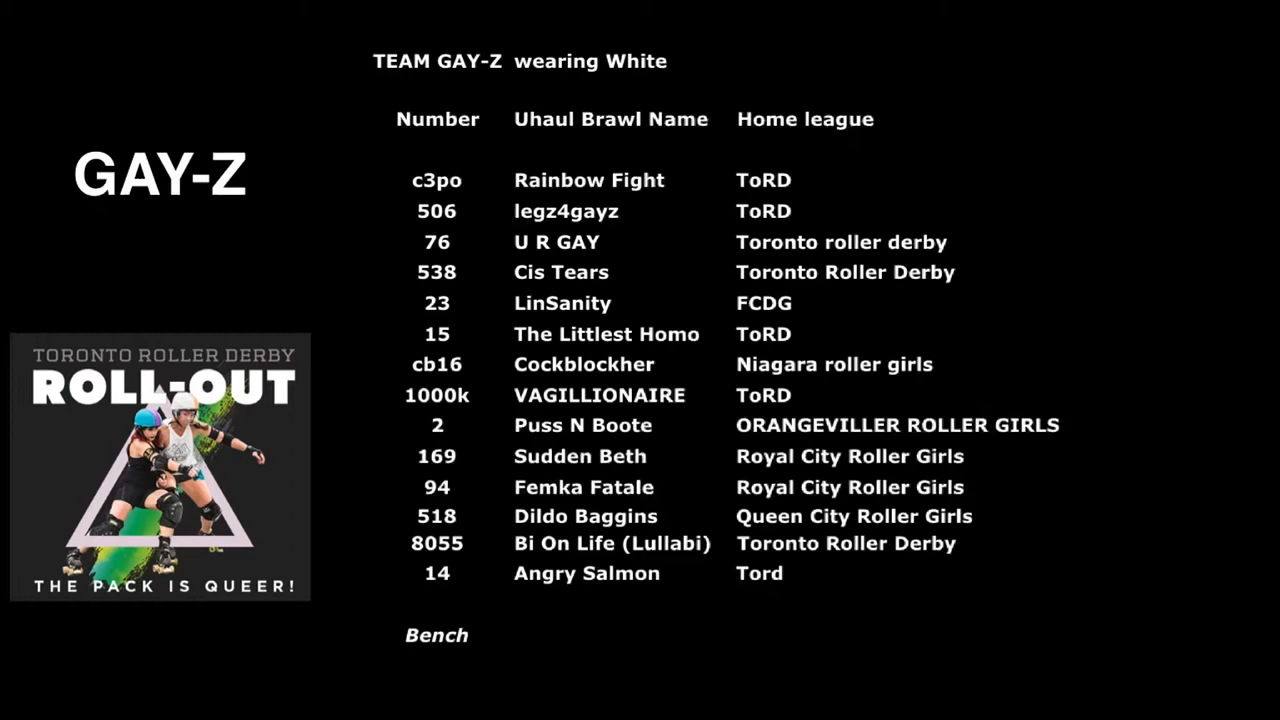 TEAM GAY-Z wearing White
Number Uhaul Brawl Name Home league
GAY-Z
c3po Rainbow Fight ToRD
506 legz4gayz ToRD
76 U R GAY Toronto roller derby
538 Cis Tears Toronto Roller Derby
23 LinSanity FCDG
15 The Littlest Homo ToRD
cb16 Cockblockher Niagara roller girls
1000k VAGILLIONAIRE ToRD
2 Puss N Boote ORANGEVILLER ROLLER GIRLS
169 Sudden Beth Royal City Roller Girls
94 Femka Fatale Royal City Roller Girls
518 Dildo Baggins Queen City Roller Girls
8055 Bi On Life (Lullabi) Toronto Roller Derby
14 Angry Salmon Tord
Bench
TORONTO ROLLER DERBY
ROLL-OUT
THE PACK IS QUEER!